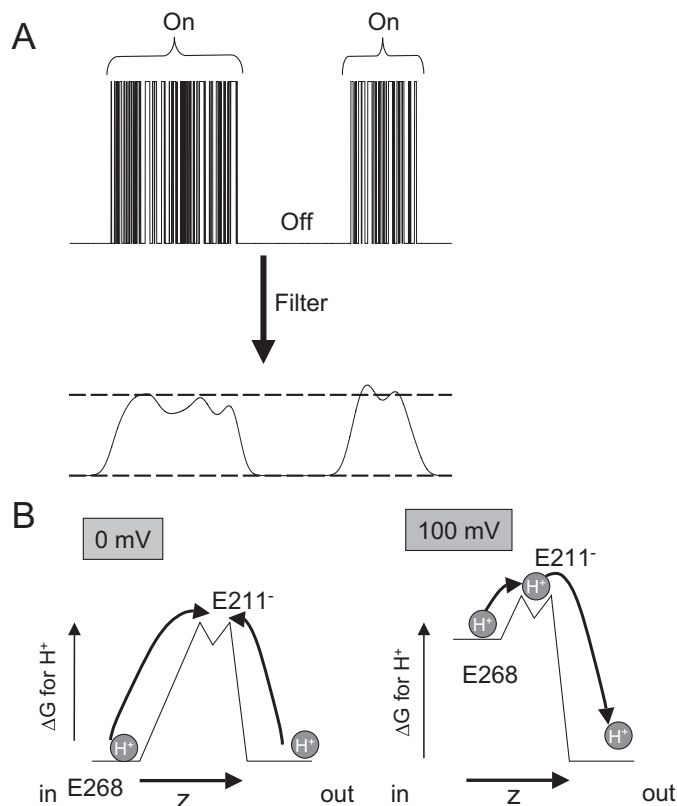 A
On
On
Off
Filter
B
0 mV
100 mV
E211-
E211-
H+
H+
ΔG for H+
ΔG for H+
E268
H+
H+
H+
H+
in
E268
z
out
in
z
out